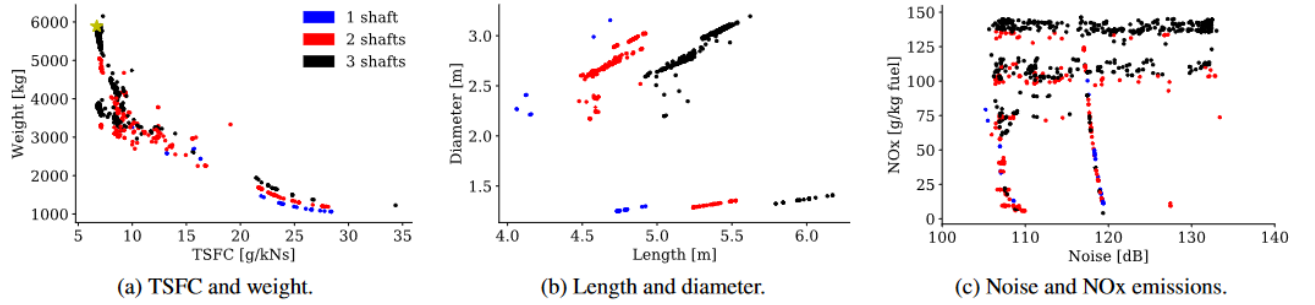 6000
5000
4000
3000
2000
1000
Weight [kg]
5 10 15 20 25 30 35
TSFC [g/kNs]
1 shaft
2 shafts
3 shafts
(a) TSFC and weight.
3.0
2.5
2.0
1.5
Diameter [m]
4.0 4.5 5.0 5.5 6.0
Length [m]
(b) Length and diameter.
150
125
100
75
50
25
0
NOx [g/kg fuel]
100 110 120 130 140
Noise [dB]
(c) Noise and NOx emissions.